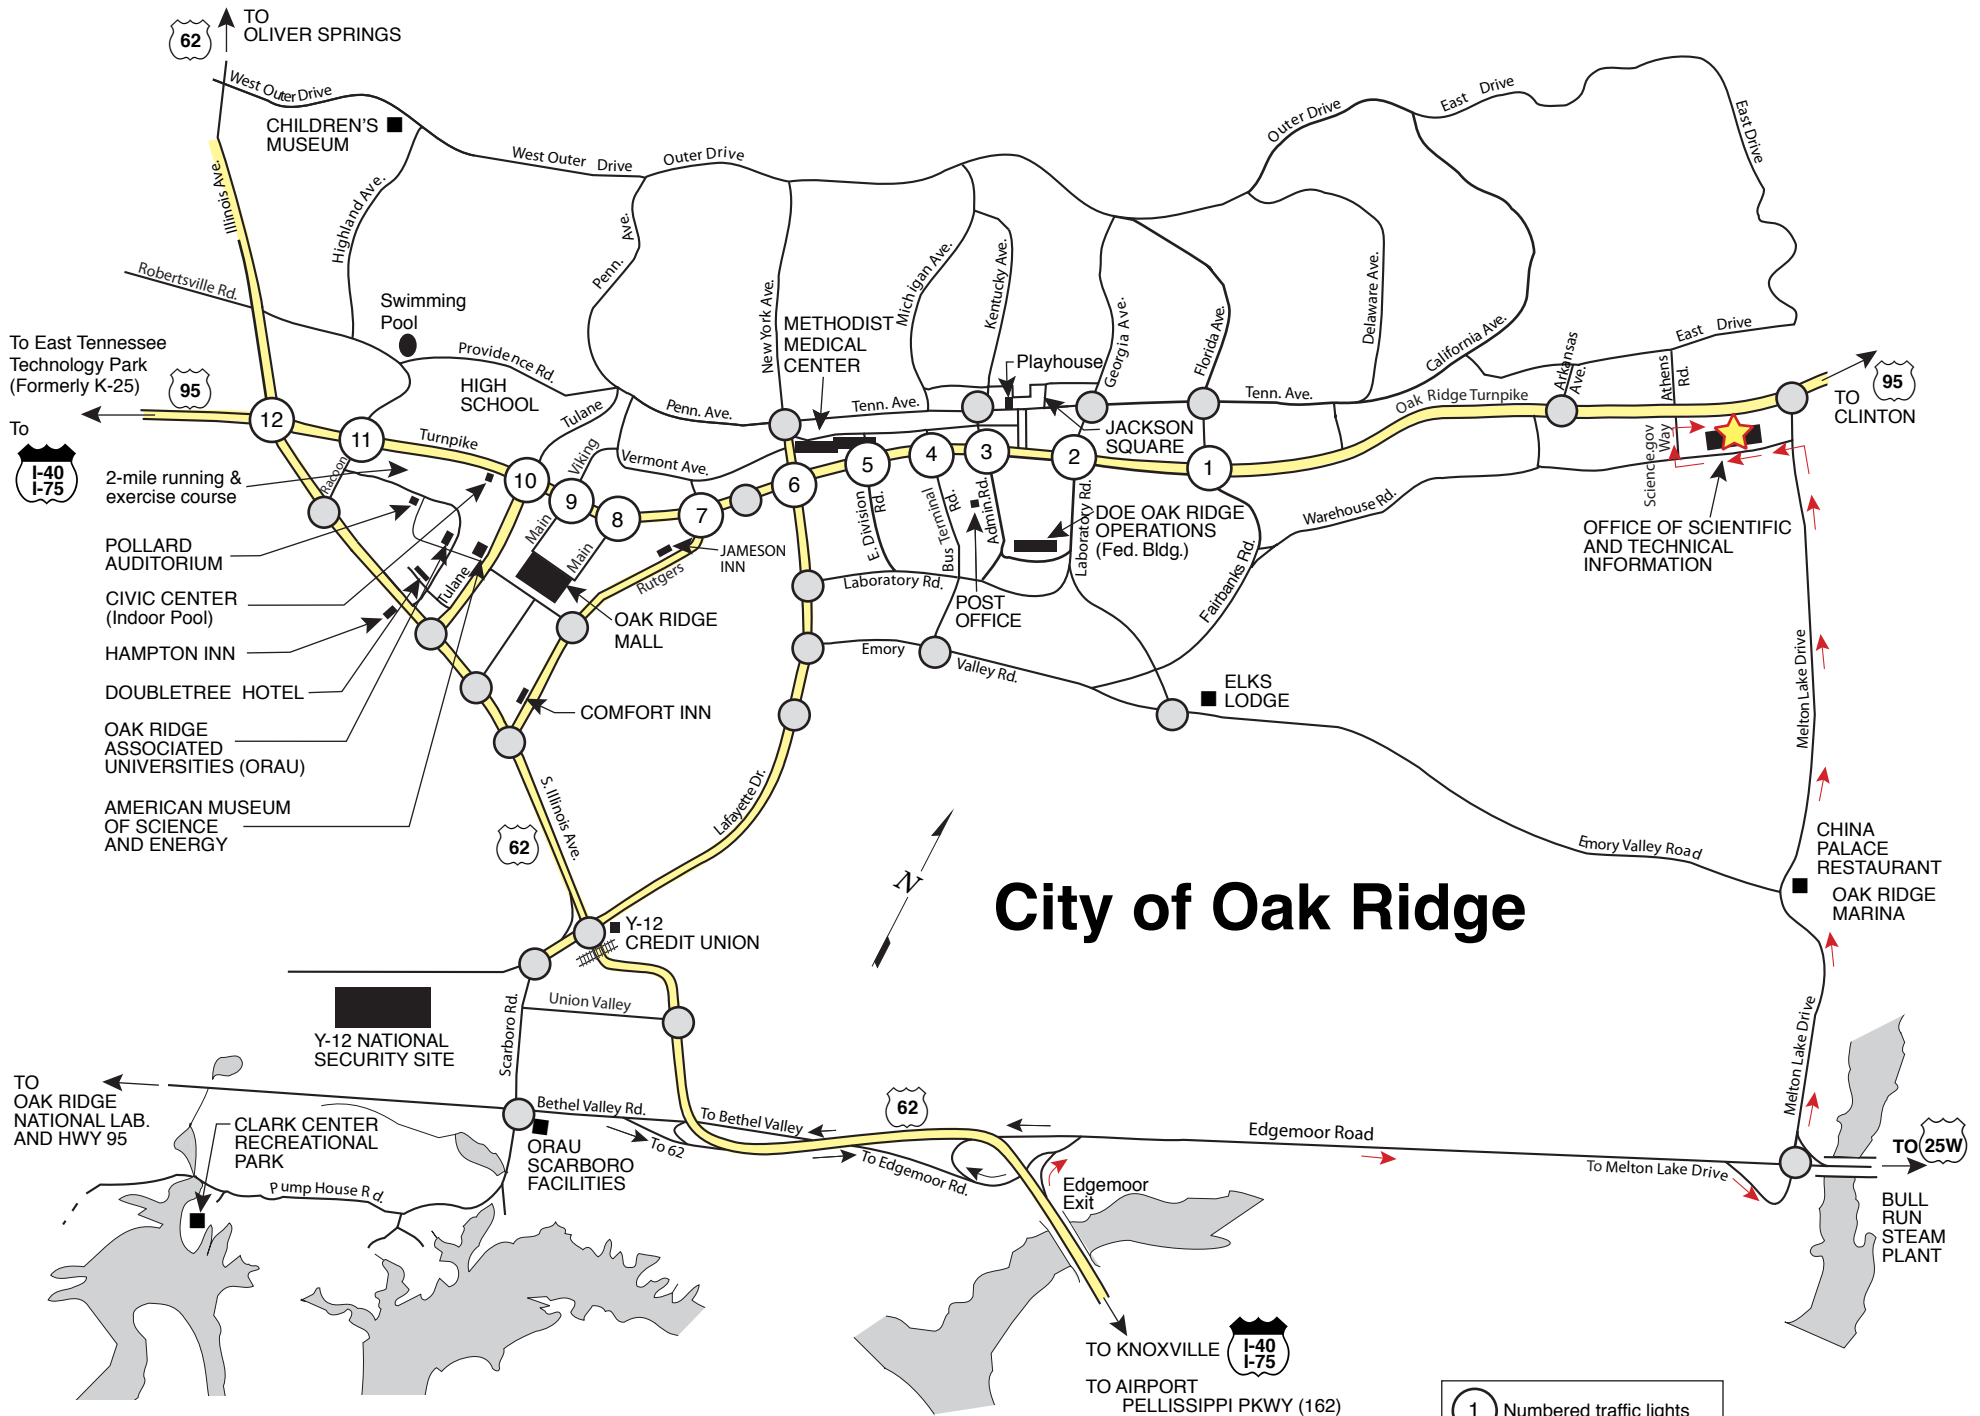 62
TO
OLIVER SPRINGS
West Outer Drive
CHILDREN'S
MUSEUM
Illinois Ave.
Highland Ave.
West Outer Drive
Outer Drive
Outer Drive
East Drive
East Drive
Robertsville Rd.
Swimming
Pool
Penn. Ave.
New York Ave.
METHODIST
MEDICAL
CENTER
Michigan Ave.
Kentucky Ave.
Playhouse
Georgia Ave.
Florida Ave.
Delaware Ave.
California Ave.
Arkansas
Ave.
Athens
Rd.
East Drive
To East Tennessee
Technology Park
(Formerly K-25)
95
To
I-40
I-75
Providence Rd.
HIGH
SCHOOL
Tulane
Penn. Ave.
Tenn. Ave.
Tenn. Ave.
JACKSON
SQUARE
Oak Ridge Turnpike
95
TO
CLINTON
12
11
10
9
8
7
6
5
4
3
2
1
Turnpike
Racoon
Viking
Vermont Ave.
Main
Main
2-mile running &
exercise course
POLLARD
AUDITORIUM
CIVIC CENTER
(Indoor Pool)
HAMPTON INN
DOUBLETREE HOTEL
OAK RIDGE
ASSOCIATED
UNIVERSITIES (ORAU)
AMERICAN MUSEUM
OF SCIENCE
AND ENERGY
Tulane
JAMESON
INN
Rutgers
OAK RIDGE
MALL
COMFORT INN
E. Division
Rd.
Bus Terminal
Rd.
Admin.Rd.
Laboratory Rd.
DOE OAK RIDGE
OPERATIONS
(Fed. Bldg.)
Laboratory Rd.
POST
OFFICE
Emory
Valley Rd.
Fairbanks Rd.
Warehouse Rd.
Science.gov
Way
OFFICE OF SCIENTIFIC
AND TECHNICAL
INFORMATION
ELKS
LODGE
Melton Lake Drive
S. Illinois Ave.
62
Lafayette Dr.
N
City of Oak Ridge
Emory Valley Road
CHINA
PALACE
RESTAURANT
OAK RIDGE
MARINA
Y-12
CREDIT UNION
Y-12 NATIONAL
SECURITY SITE
Scarboro Rd.
Union Valley
Melton Lake Drive
TO
OAK RIDGE
NATIONAL LAB.
AND HWY 95
CLARK CENTER
RECREATIONAL
PARK
Pump House Rd.
Bethel Valley Rd.
To 62
To Bethel Valley
62
ORAU
SCARBORO
FACILITIES
To Edgemoor Rd.
Edgemoor
Exit
Edgemoor Road
To Melton Lake Drive
TO 25W
BULL
RUN
STEAM
PLANT
TO KNOXVILLE
I-40
I-75
TO AIRPORT
PELLISSIPPI PKWY (162)
1 Numbered traffic lights